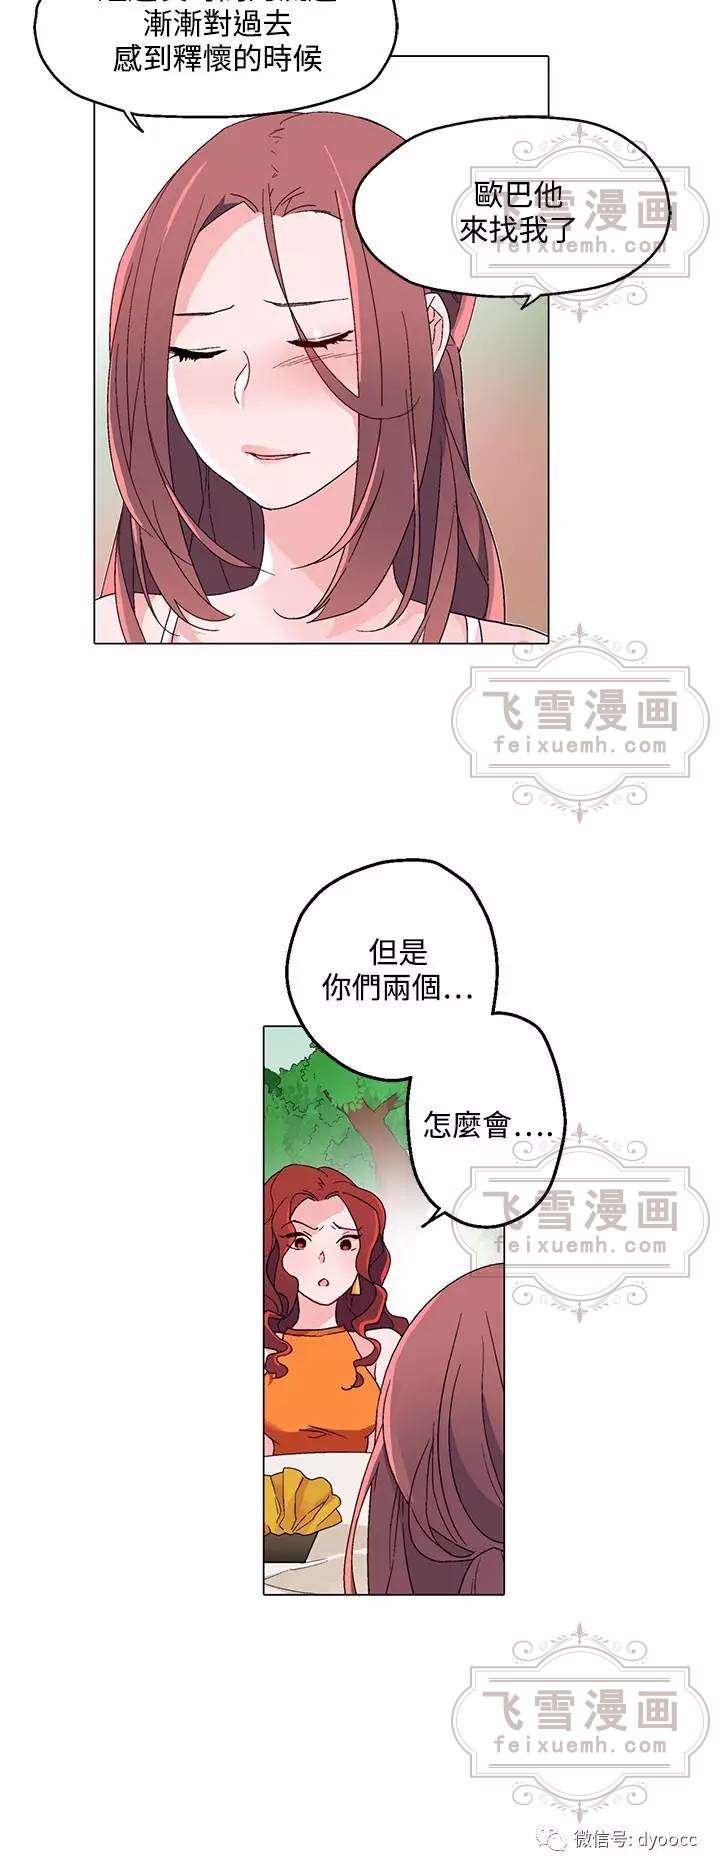 漸漸對過去
感到釋懷的時候
歐巴他
來找我了
飞雪漫画
feixuemh.com
飞雪漫画
feixuemh.com
但是
你們兩個...
怎麼會....
飞雪漫画
feixuemh.com
飞雪漫画
feixuemh.com
微信号: dyoocc